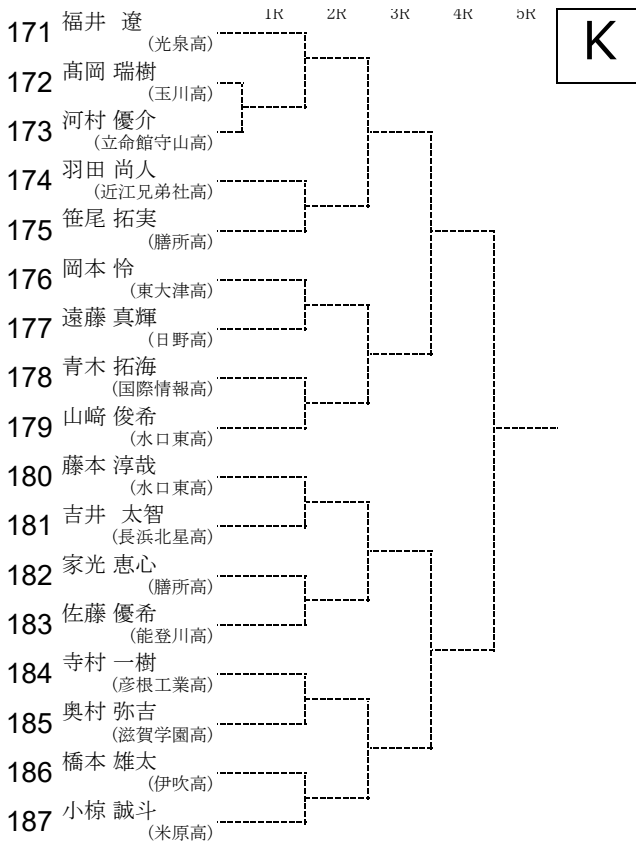 1R 2R 3R 4R 5R
K
171 福井 遼
(光泉高)
172 髙岡 瑞樹
(玉川高)
173 河村 優介
(立命館守山高)
174 羽田 尚人
(近江兄弟社高)
175 笹尾 拓実
(膳所高)
176 岡本 怜
(東大津高)
177 遠藤 真輝
(日野高)
178 青木 拓海
(国際情報高)
179 山﨑 俊希
(水口東高)
180 藤本 淳哉
(水口東高)
181 吉井 太智
(長浜北星高)
182 家光 恵心
(膳所高)
183 佐藤 優希
(能登川高)
184 寺村 一樹
(彦根工業高)
185 奥村 弥吉
(滋賀学園高)
186 橋本 雄太
(伊吹高)
187 小椋 誠斗
(米原高)